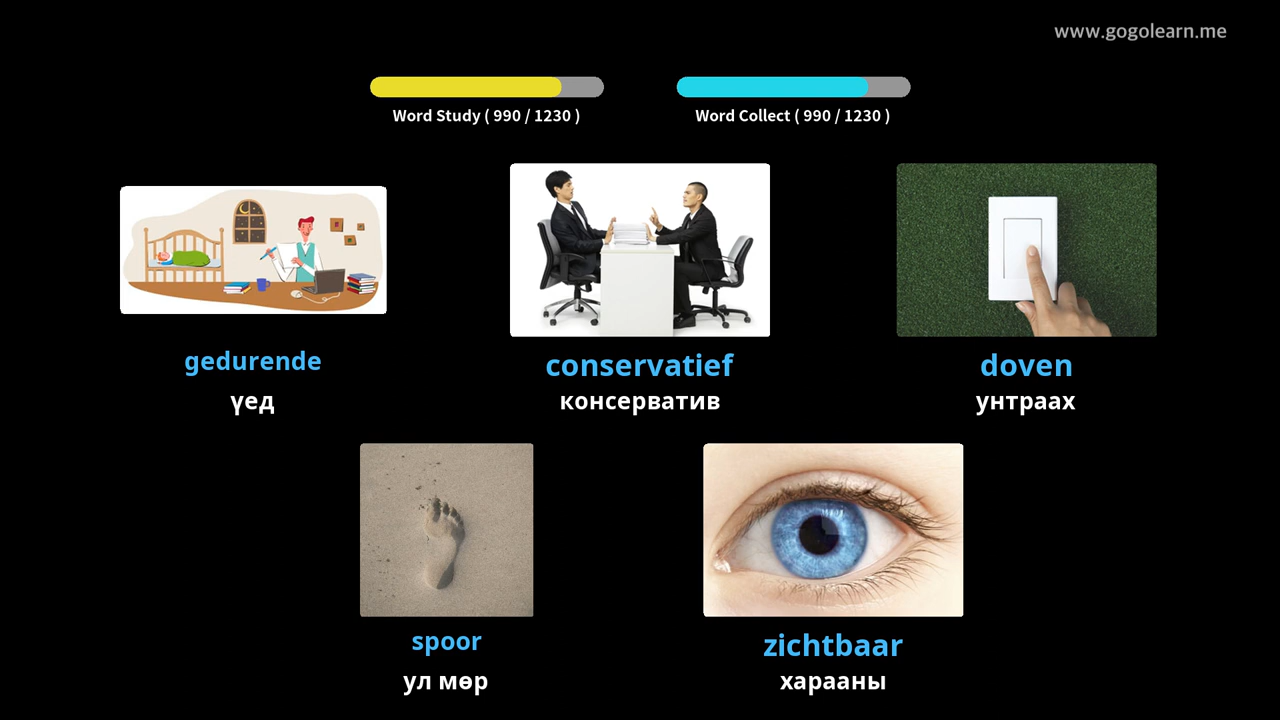 www.gogolearn.me
Word Study ( 990 / 1230 )
Word Collect ( 990 / 1230 )
gedurende
үед
conservatief
консерватив
doven
унтраах
spoor
ул мөр
zichtbaar
харааны